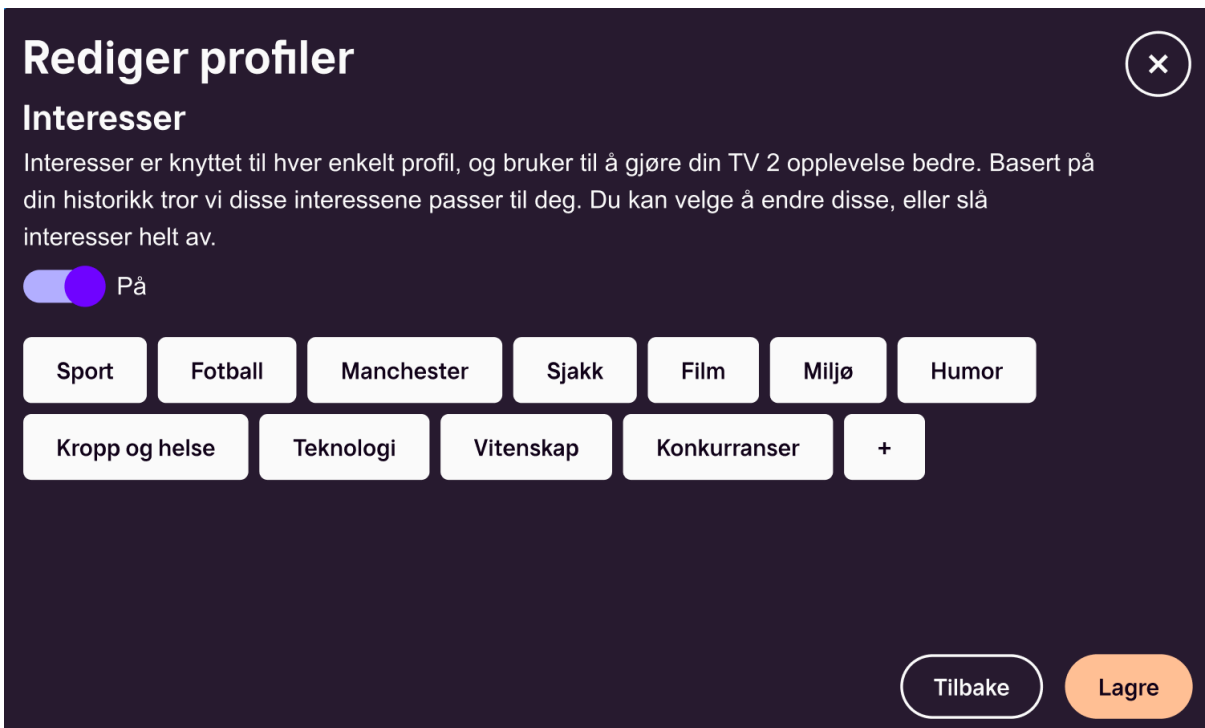 Rediger profiler
Interesser
Interesser er knyttet til hver enkelt profil, og bruker til å gjøre din TV 2 opplevelse bedre. Basert på
din historikk tror vi disse interessene passer til deg. Du kan velge å endre disse, eller slå
interesser helt av.
På
Sport Fotball Manchester Sjakk Film Miljø Humor
Kropp og helse Teknologi Vitenskap Konkurranser +
Tilbake Lagre